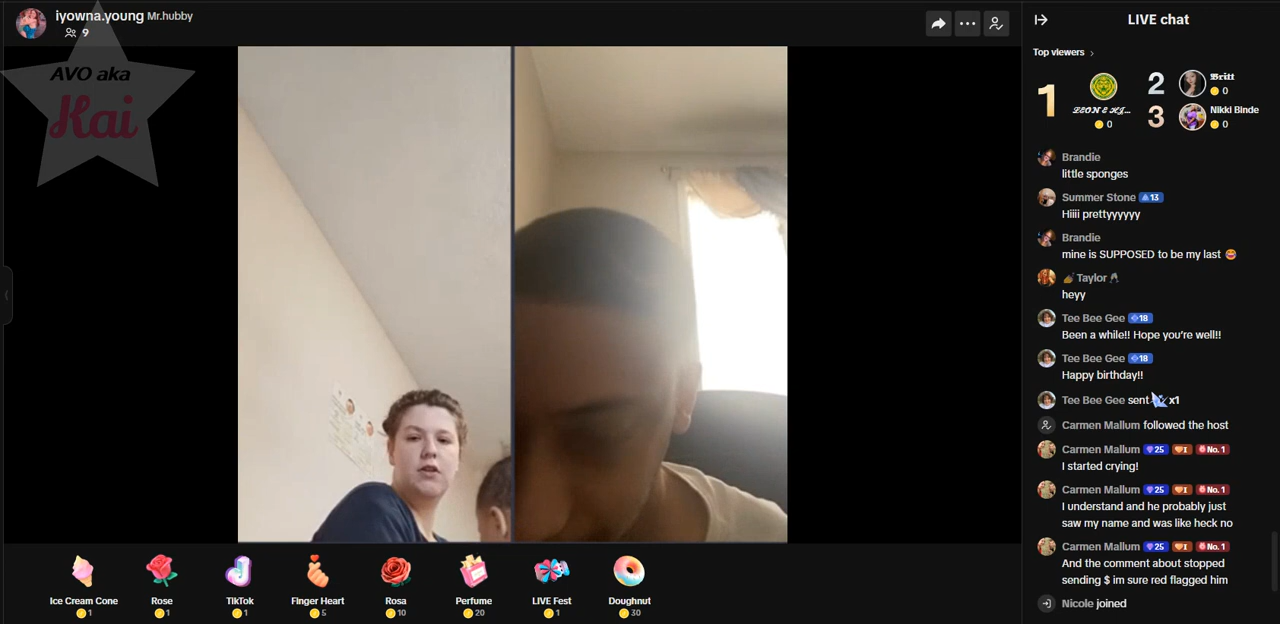 iyowna.young Mr.hubby
9
AVO aka
Kai
LIVE chat
Top viewers
1
0
2
Britt
0
3
Nikki Binde
0
Brandie
little sponges
Summer Stone 13
Hiiii prettyyyyyy
Brandie
mine is SUPPOSED to be my last
Taylor
heyy
Tee Bee Gee 18
Been a while!! Hope you're well!!
Tee Bee Gee 18
Happy birthday!!
Tee Bee Gee sent x1
Carmen Mallum followed the host
Carmen Mallum 25 I No. 1
I started crying!
Carmen Mallum 25 I No. 1
I understand and he probably just
saw my name and was like heck no
Carmen Mallum 25 I No. 1
And the comment about stopped
sending $ im sure red flagged him
Nicole joined
Ice Cream Cone
1
Rose
1
TikTok
1
Finger Heart
5
Rosa
10
Perfume
20
LIVE Fest
1
Doughnut
30